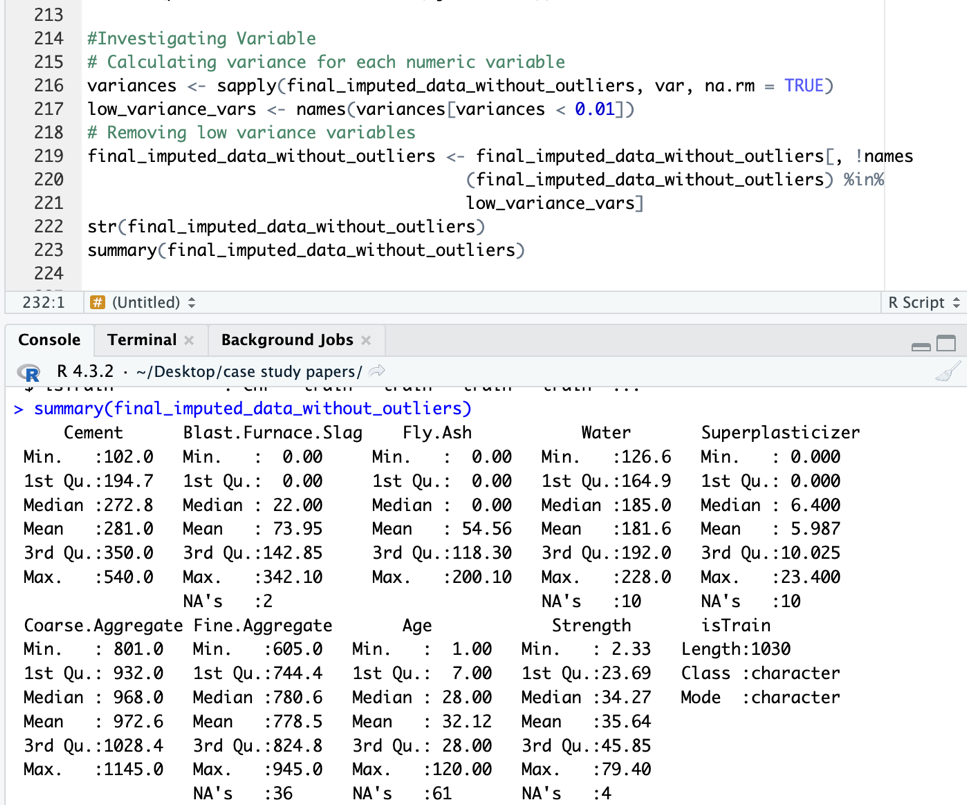 213
214 #Investigating Variable
215 # Calculating variance for each numeric variable
216 variances <- sapply(final_imputed_data_without_outliers, var, na.rm = TRUE)
217 low_variance_vars <- names(variances[variances < 0.01])
218 # Removing low variance variables
219 final_imputed_data_without_outliers <- final_imputed_data_without_outliers[, !names
220 (final_imputed_data_without_outliers) %in%
221 low_variance_vars]
222 str(final_imputed_data_without_outliers)
223 summary(final_imputed_data_without_outliers)
224
232:1 # (Untitled) R Script
Console Terminal Background Jobs
R R 4.3.2 · ~/Desktop/case study papers/
> summary(final_imputed_data_without_outliers)
Cement Blast.Furnace.Slag Fly.Ash Water Superplasticizer
Min. :102.0 Min. : 0.00 Min. : 0.00 Min. :126.6 Min. : 0.000
1st Qu.:194.7 1st Qu.: 0.00 1st Qu.: 0.00 1st Qu.:164.9 1st Qu.: 0.000
Median :272.8 Median : 22.00 Median : 0.00 Median :185.0 Median : 6.400
Mean :281.0 Mean : 73.95 Mean : 54.56 Mean :181.6 Mean : 5.987
3rd Qu.:350.0 3rd Qu.:142.85 3rd Qu.:118.30 3rd Qu.:192.0 3rd Qu.:10.025
Max. :540.0 Max. :342.10 Max. :200.10 Max. :228.0 Max. :23.400
NA's :2 NA's :10 NA's :10
Coarse.Aggregate Fine.Aggregate Age Strength isTrain
Min. : 801.0 Min. :605.0 Min. : 1.00 Min. : 2.33 Length:1030
1st Qu.: 932.0 1st Qu.:744.4 1st Qu.: 7.00 1st Qu.:23.69 Class :character
Median : 968.0 Median :780.6 Median : 28.00 Median :34.27 Mode :character
Mean : 972.6 Mean :778.5 Mean : 32.12 Mean :35.64
3rd Qu.:1028.4 3rd Qu.:824.8 3rd Qu.: 28.00 3rd Qu.:45.85
Max. :1145.0 Max. :945.0 Max. :120.00 Max. :79.40
NA's :36 NA's :61 NA's :4